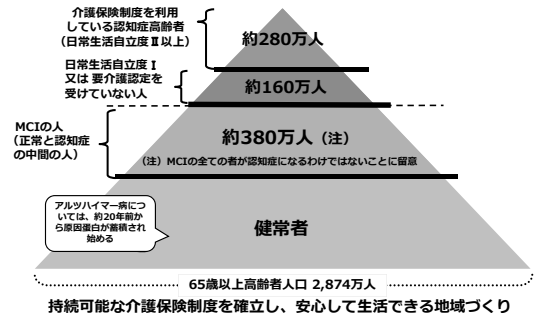 介護保険制度を利用
している認知症高齢者
（日常生活自立度Ⅱ以上）
約280万人
日常生活自立度Ⅰ
又は 要介護認定を
受けていない人
約160万人
MCIの人
（正常と認知症
の中間の人）
約380万人（注）
（注）MCIの全ての者が認知症になるわけではないことに留意
アルツハイマー病につ
いては、約20年前か
ら原因蛋白が蓄積され
始める
健常者
65歳以上高齢者人口 2,874万人
持続可能な介護保険制度を確立し、安心して生活できる地域づくり